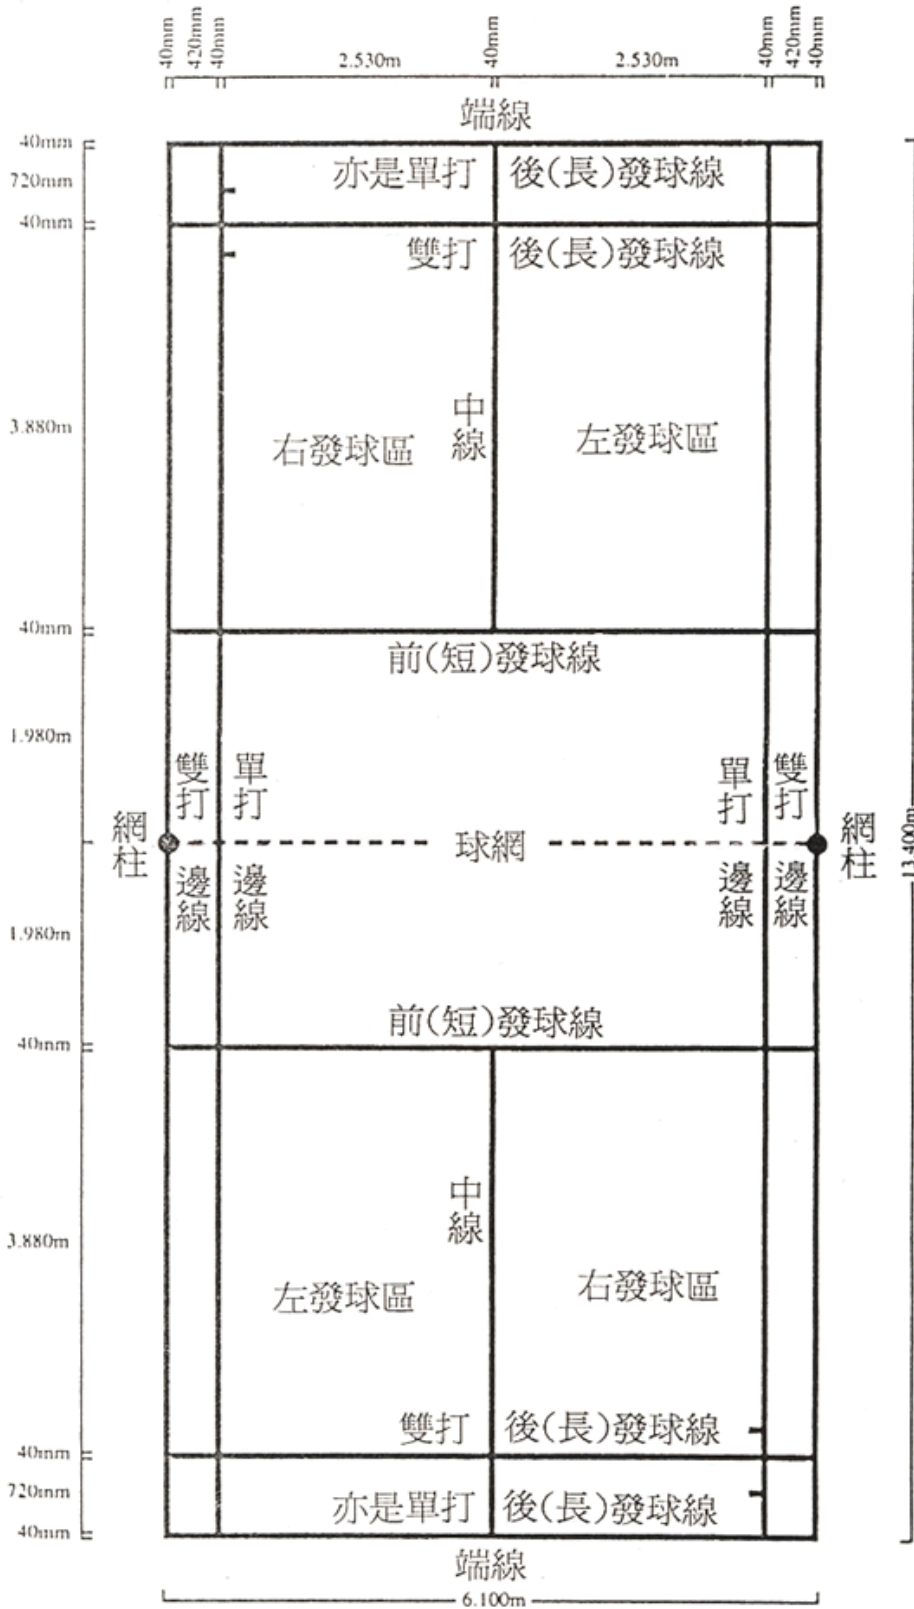 40mm 420mm 40mm 2.530m 40mm 2.530m 40mm 420mm 40mm
端線
40mm
亦是單打 後(長)發球線
720mm
40mm
雙打 後(長)發球線
3.880m
中線
右發球區 左發球區
40mm
前(短)發球線
1.980m
雙打邊線 單打邊線 單打邊線 雙打邊線
網柱 球網 網柱
13.400m
1.980m
前(短)發球線
40mm
中線
3.880m
左發球區 右發球區
雙打 後(長)發球線
40mm
720mm
亦是單打 後(長)發球線
40mm
端線
6.100m